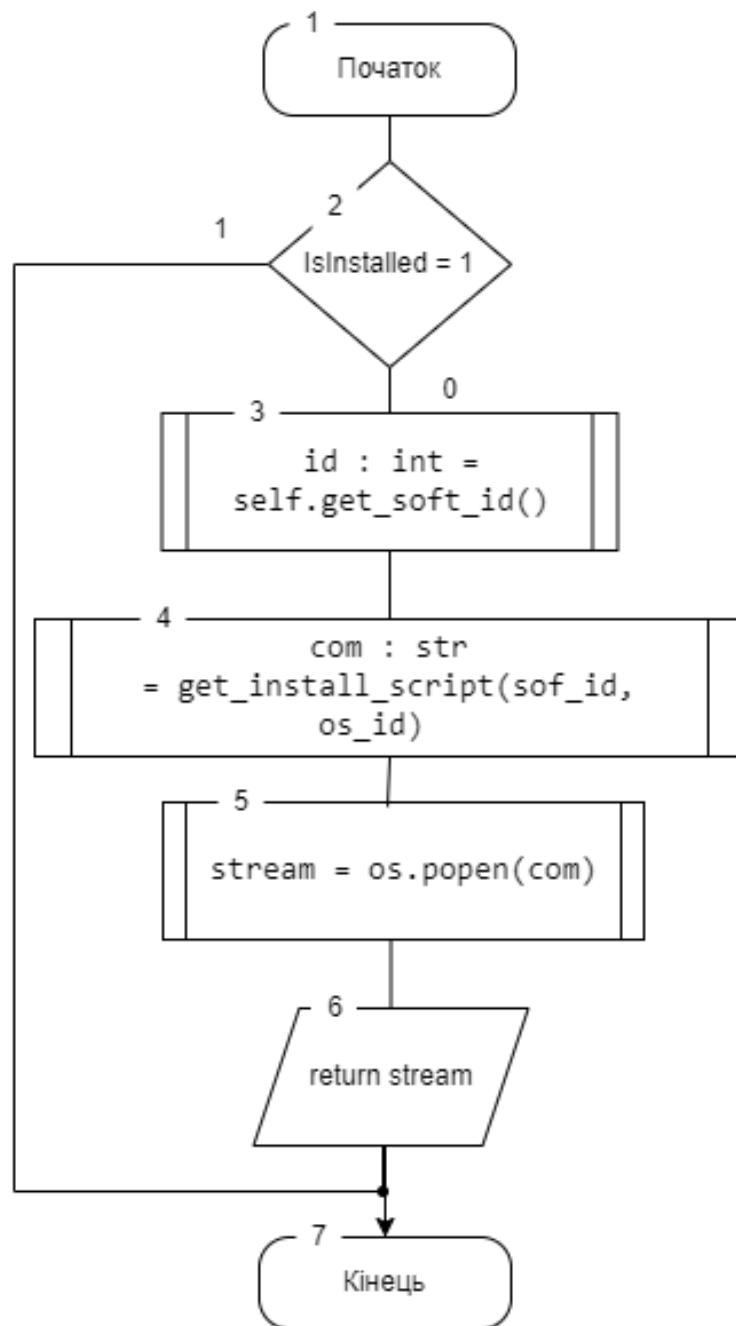 1
Початок
2
1
IsInstalled = 1
0
3
id : int =
self.get_soft_id()
4
com : str
= get_install_script(sof_id,
os_id)
5
stream = os.popen(com)
6
return stream
7
Кінець